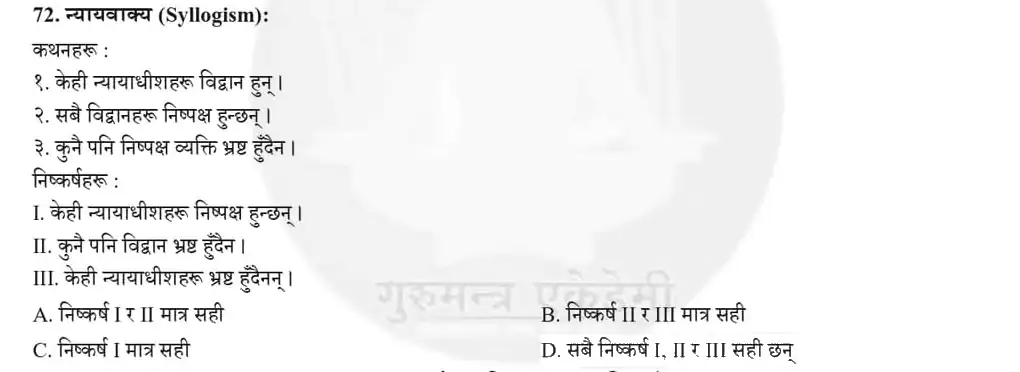 72. न्यायवाक्य (Syllogism):
कथनहरू :
१. केही न्यायाधीशहरू विद्वान हुन् ।
२. सबै विद्वानहरू निष्पक्ष हुन्छन् ।
३. कुनै पनि निष्पक्ष व्यक्ति भ्रष्ट हुँदैन ।
निष्कर्षहरू :
I. केही न्यायाधीशहरू निष्पक्ष हुन्छन् ।
II. कुनै पनि विद्वान भ्रष्ट हुँदैन ।
III. केही न्यायाधीशहरू भ्रष्ट हुँदैनन् ।
गुरुमन्त्र एकेडेमी
A. निष्कर्ष I र II मात्र सही B. निष्कर्ष II र III मात्र सही
C. निष्कर्ष I मात्र सही D. सबै निष्कर्ष I, II र III सही छन्